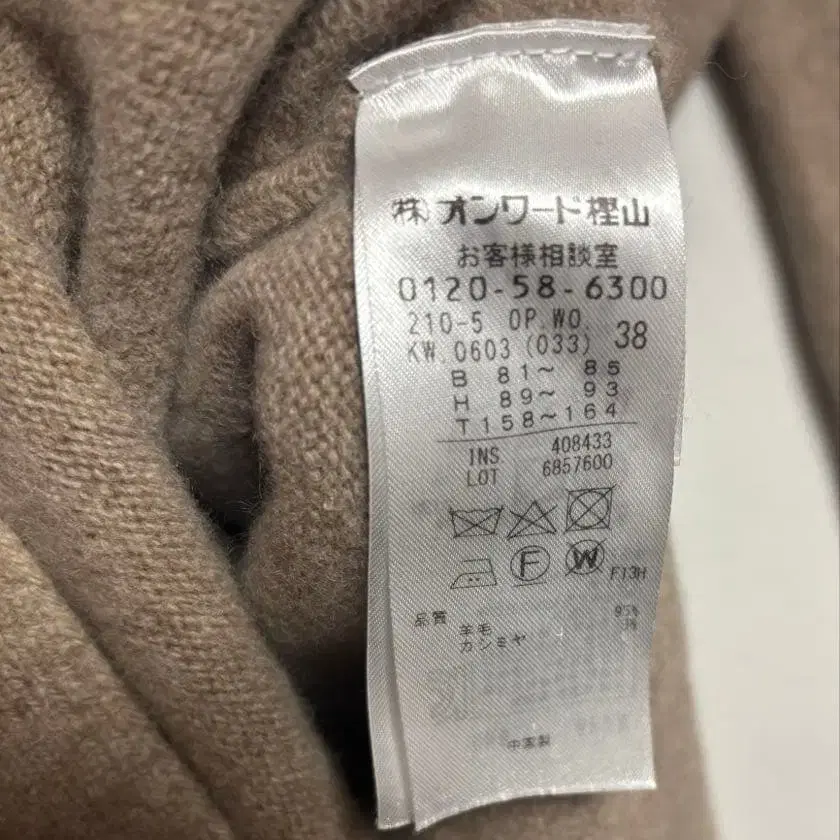 ㈱オンワード樫山
お客様相談室
0120-58-6300
210-5 OP.WO.
KW.0603 (033) 38
B 81～ 85
H 89～ 93
T158～164
INS 408433
LOT 6857600
F W F13H
品質
羊毛 95%
カシミヤ
中国製